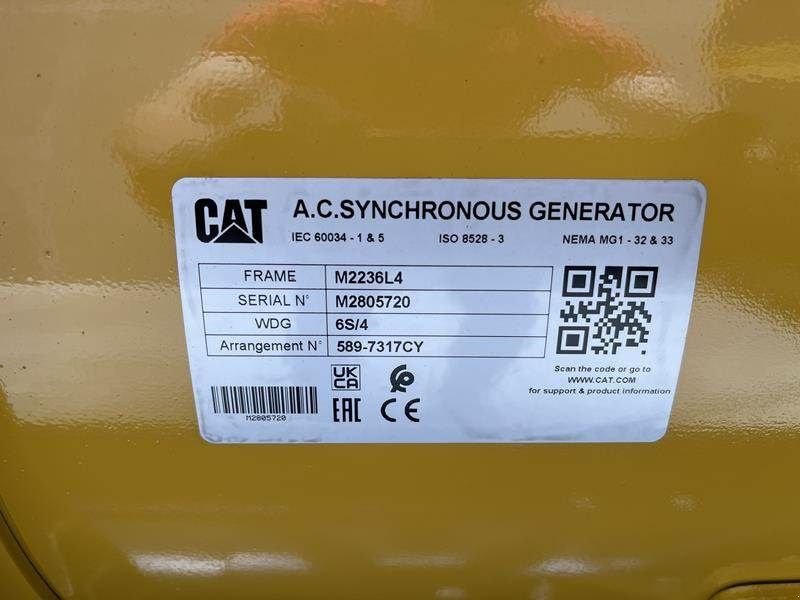 CAT A.C.SYNCHRONOUS GENERATOR
IEC 60034 - 1 & 5 ISO 8528 - 3 NEMA MG1 - 32 & 33
FRAME M2236L4
SERIAL N° M2805720
WDG 6S/4
Arrangement N° 589-7317CY
Scan the code or go to
WWW.CAT.COM
for support & product information
UK
CA
M2805720
EAC CE